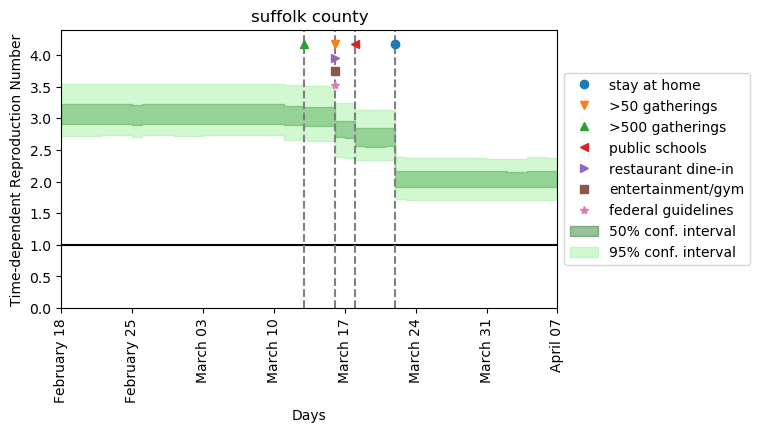 suffolk county
Time-dependent Reproduction Number
4.0
3.5
3.0
2.5
2.0
1.5
1.0
0.5
0.0
February 18
February 25
March 03
March 10
March 17
March 24
March 31
April 07
Days
stay at home
>50 gatherings
>500 gatherings
public schools
restaurant dine-in
entertainment/gym
federal guidelines
50% conf. interval
95% conf. interval